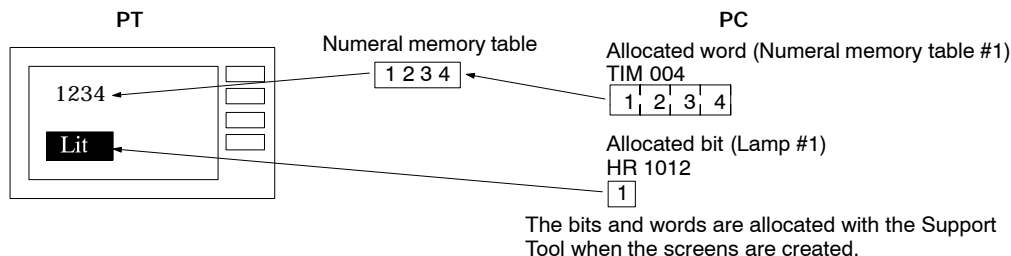 PT
PC
Numeral memory table
1 2 3 4
Allocated word (Numeral memory table #1)
TIM 004
1 2 3 4
1234
Lit
Allocated bit (Lamp #1)
HR 1012
1
The bits and words are allocated with the Support
Tool when the screens are created.